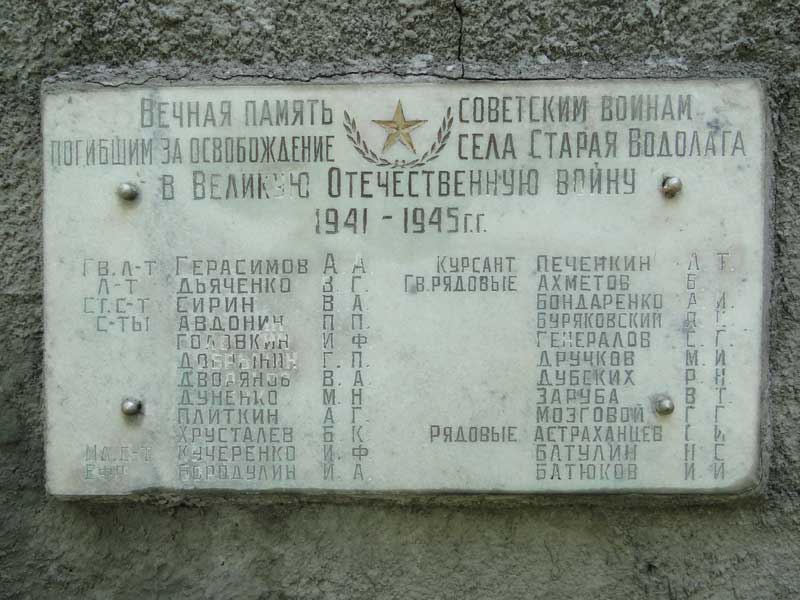 Вечная память советским воинам
погибшим за освобождение села Старая Водолага
в Великую Отечественную войну
1941 - 1945 г.г.
Гв. л-т Герасимов А. А.
л-т Дьяченко В. Г.
Ст. с-т Сирин В. А.
с-ты Авдонин П. П.
Головкин И. Ф.
Добрынин Г. П.
Дворянов В. А.
Дуненко М. Н.
Плиткин А. Г.
Хрусталев Б. К.
Мл. с-т Кучеренко И. Ф.
Бородулин И. А.
Курсант Печенкин Л. Т.
Гв. рядовые Ахметов Б.
Бондаренко А. И.
Буряковский
Генералов С. Г.
Дручков М. И.
Дубских Р. Н.
Заруба В. Т.
Мозговой Г. Г.
Рядовые Астраханцев И.
Батулин Н. С.
Батюков И. И.